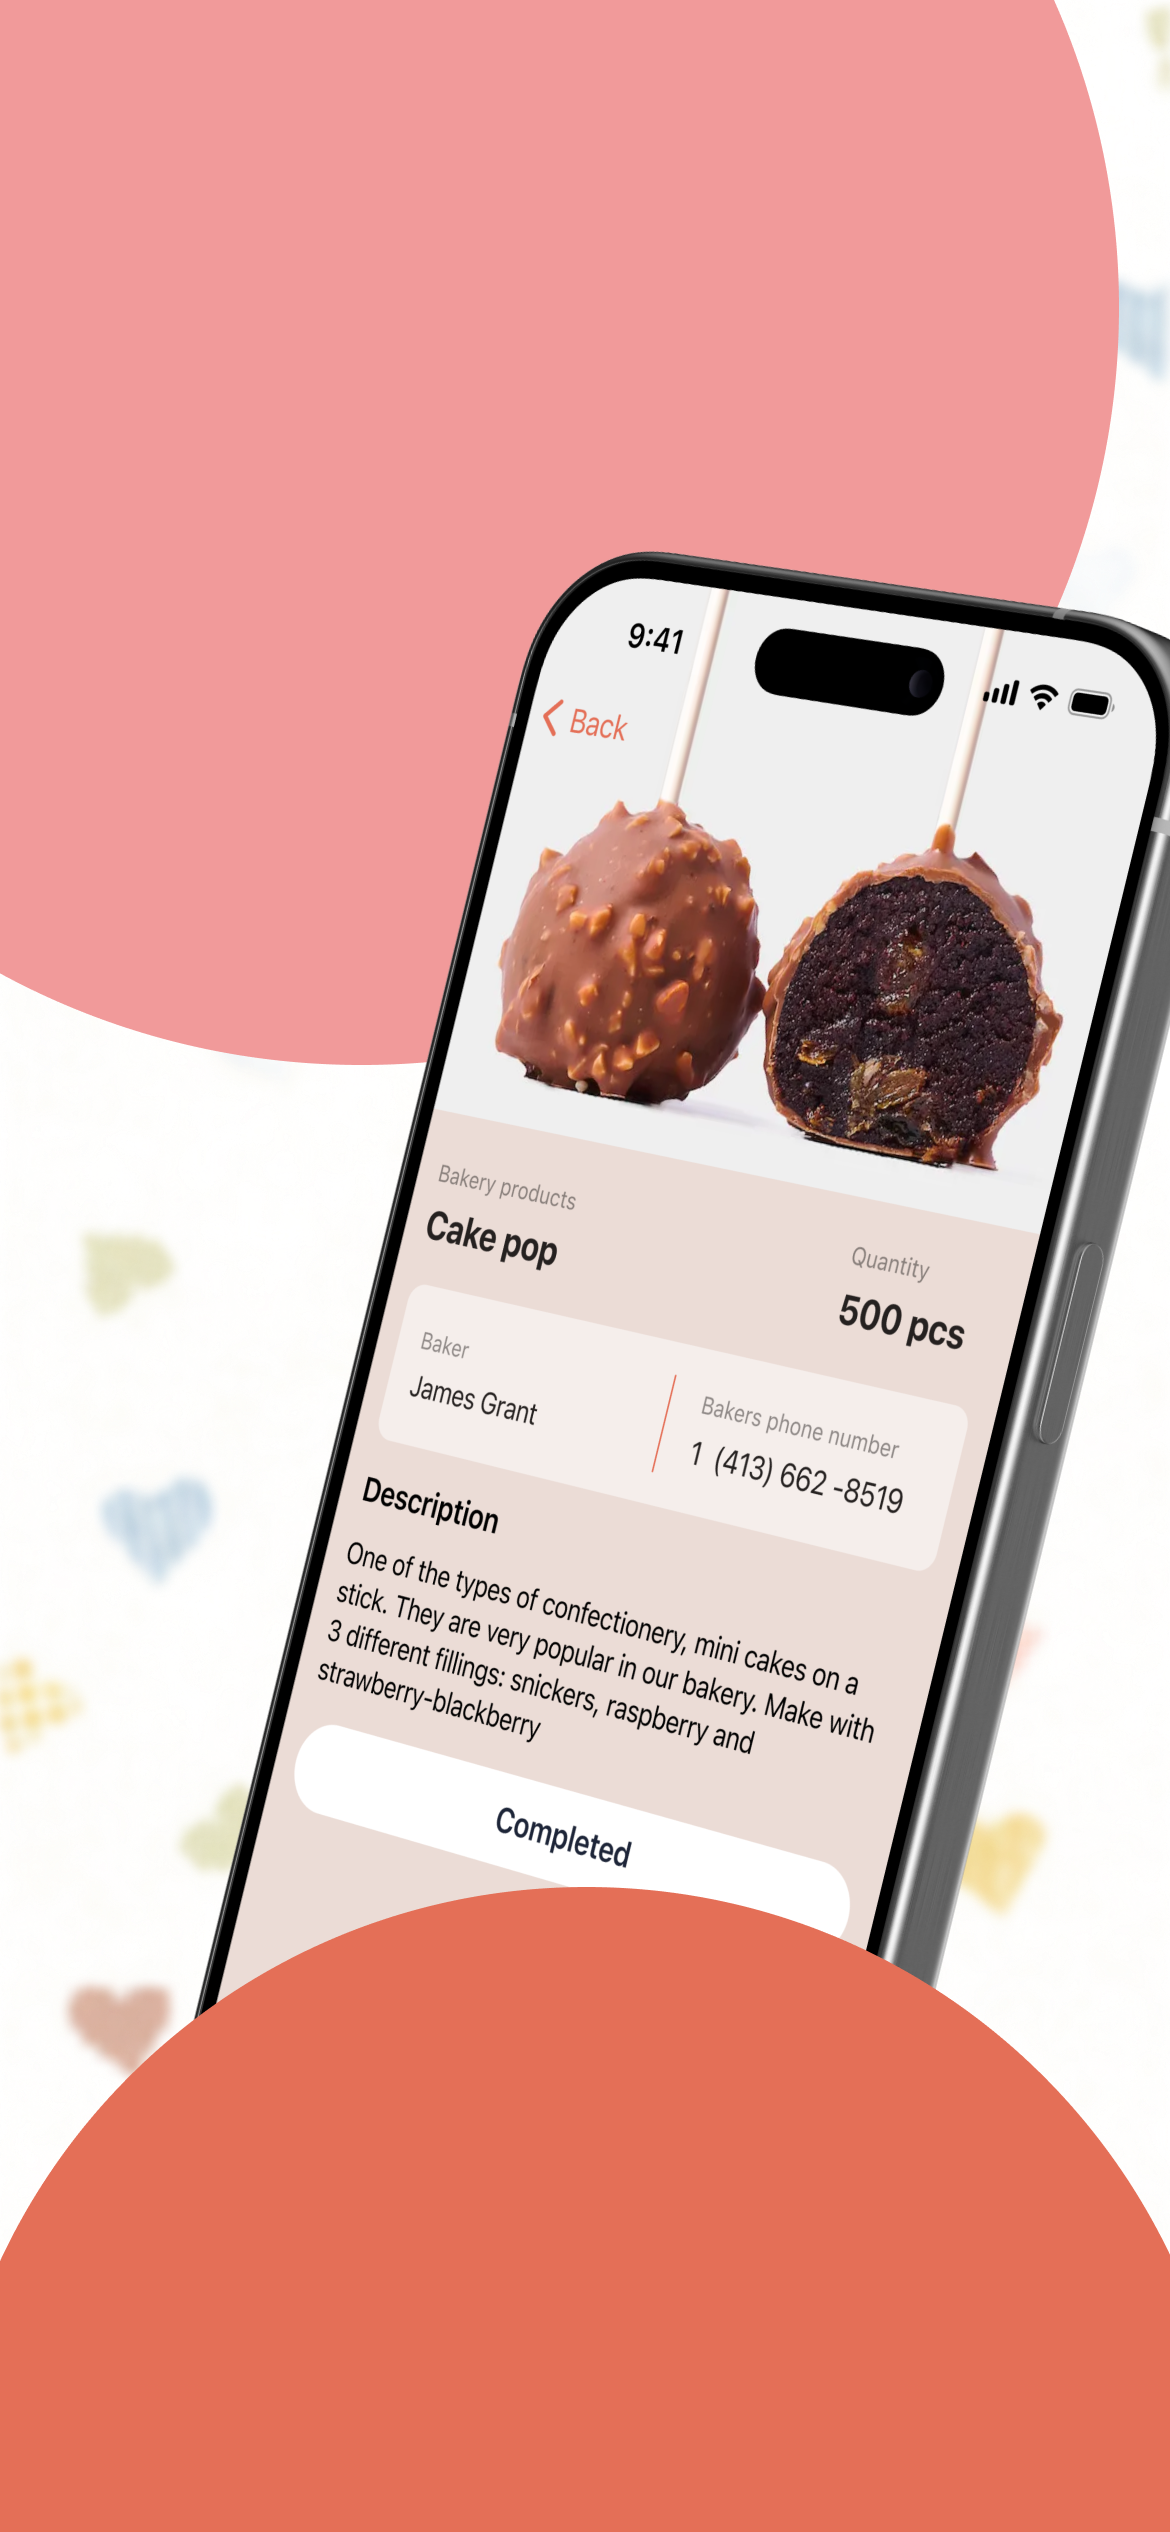 9:41
Back
Bakery products
Cake pop
Quantity
500 pcs
Baker
James Grant
Bakers phone number
1 (413) 662 -8519
Description
One of the types of confectionery, mini cakes on a
stick. They are very popular in our bakery. Make with
3 different fillings: snickers, raspberry and
strawberry-blackberry
Completed